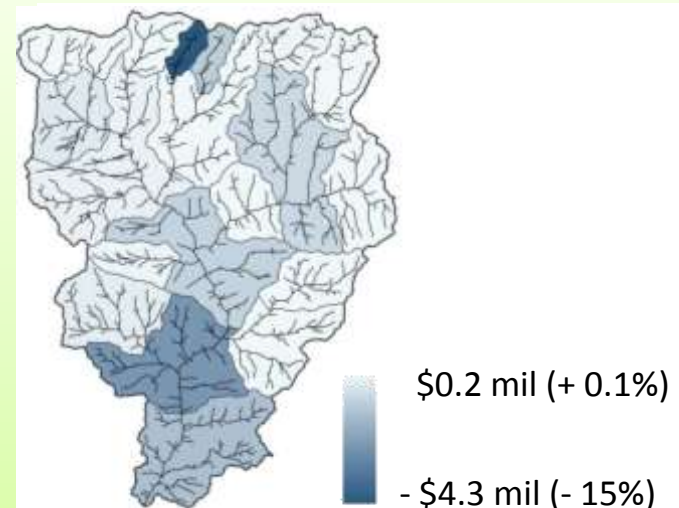 $0.2 mil (+ 0.1%)
- $4.3 mil (- 15%)